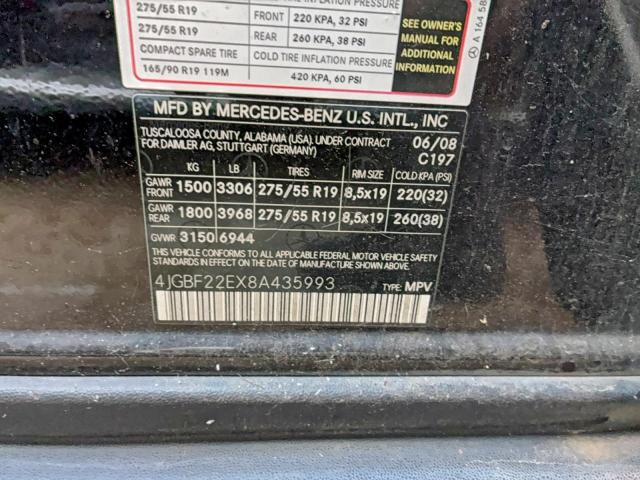 INFLATION PRESSURE
275/55 R19 FRONT 220 KPA, 32 PSI
275/55 R19 REAR 260 KPA, 38 PSI
COMPACT SPARE TIRE COLD TIRE INFLATION PRESSURE
165/90 R19 119M 420 KPA, 60 PSI
SEE OWNER'S
MANUAL FOR
ADDITIONAL
INFORMATION
A 164 58
MFD BY MERCEDES-BENZ U.S. INTL., INC
TUSCALOOSA COUNTY, ALABAMA (USA). UNDER CONTRACT
FOR DAIMLER AG, STUTTGART (GERMANY)
06/08
C197
KG LB TIRES RIM SIZE COLD KPA (PSI)
GAWR FRONT 1500 3306 275/55 R19 8,5x19 220(32)
GAWR REAR 1800 3968 275/55 R19 8,5x19 260(38)
GVWR 3150 6944
THIS VEHICLE CONFORMS TO ALL APPLICABLE FEDERAL MOTOR VEHICLE SAFETY
STANDARDS IN EFFECT ON THE DATE OF MANUFACTURE SHOWN ABOVE.
4JGBF22EX8A435993
TYPE: MPV